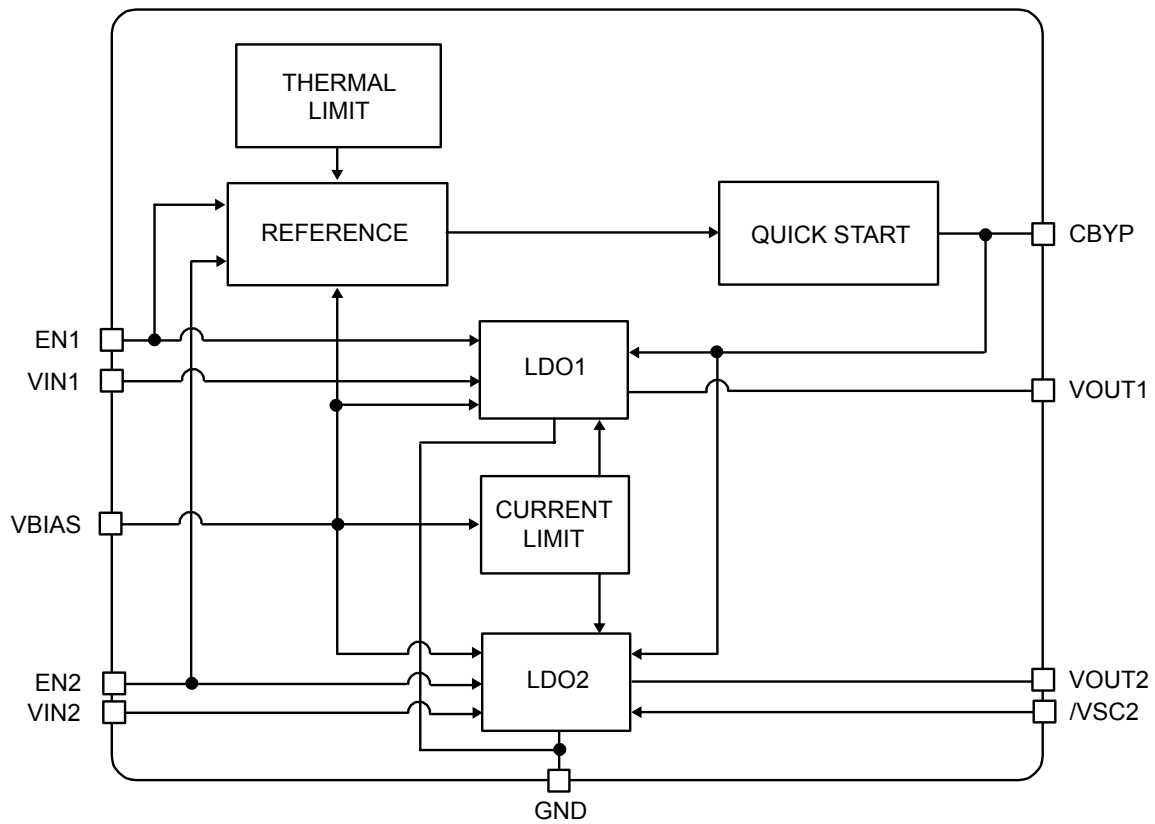 THERMAL
LIMIT
REFERENCE
QUICK START
CBYP
EN1
LDO1
VIN1
VOUT1
VBIAS
CURRENT
LIMIT
EN2
LDO2
VOUT2
VIN2
/VSC2
GND